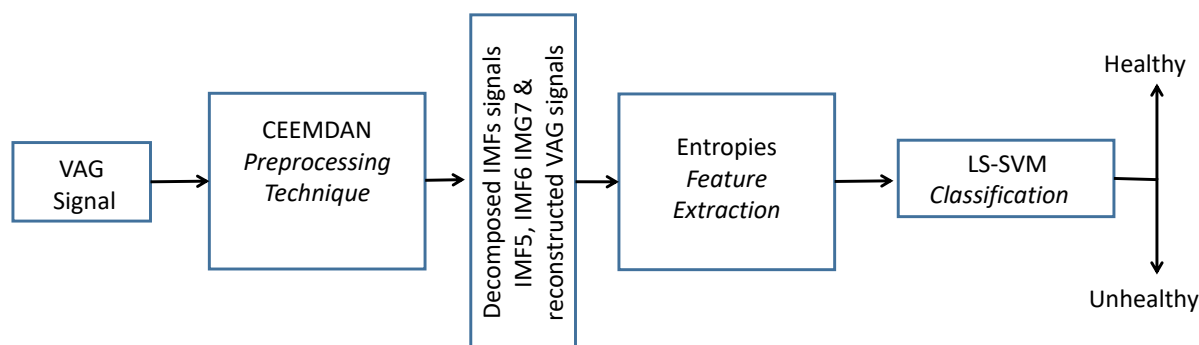 VAG
Signal
CEEMDAN
Preprocessing
Technique
Decomposed IMFs signals
IMF5, IMF6 IMG7 &
reconstructed VAG signals
Entropies
Feature
Extraction
LS-SVM
Classification
Healthy
Unhealthy